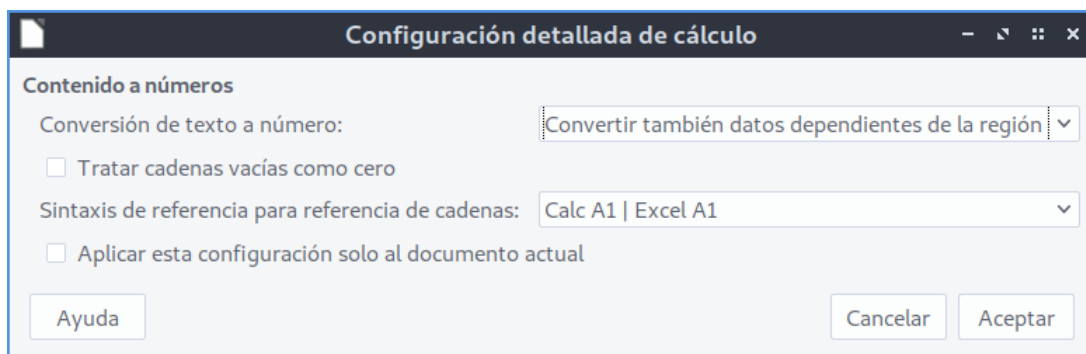 Configuración detallada de cálculo
Contenido a números
Conversión de texto a número: Convertir también datos dependientes de la región
Tratar cadenas vacías como cero
Sintaxis de referencia para referencia de cadenas: Calc A1 | Excel A1
Aplicar esta configuración solo al documento actual
Ayuda Cancelar Aceptar